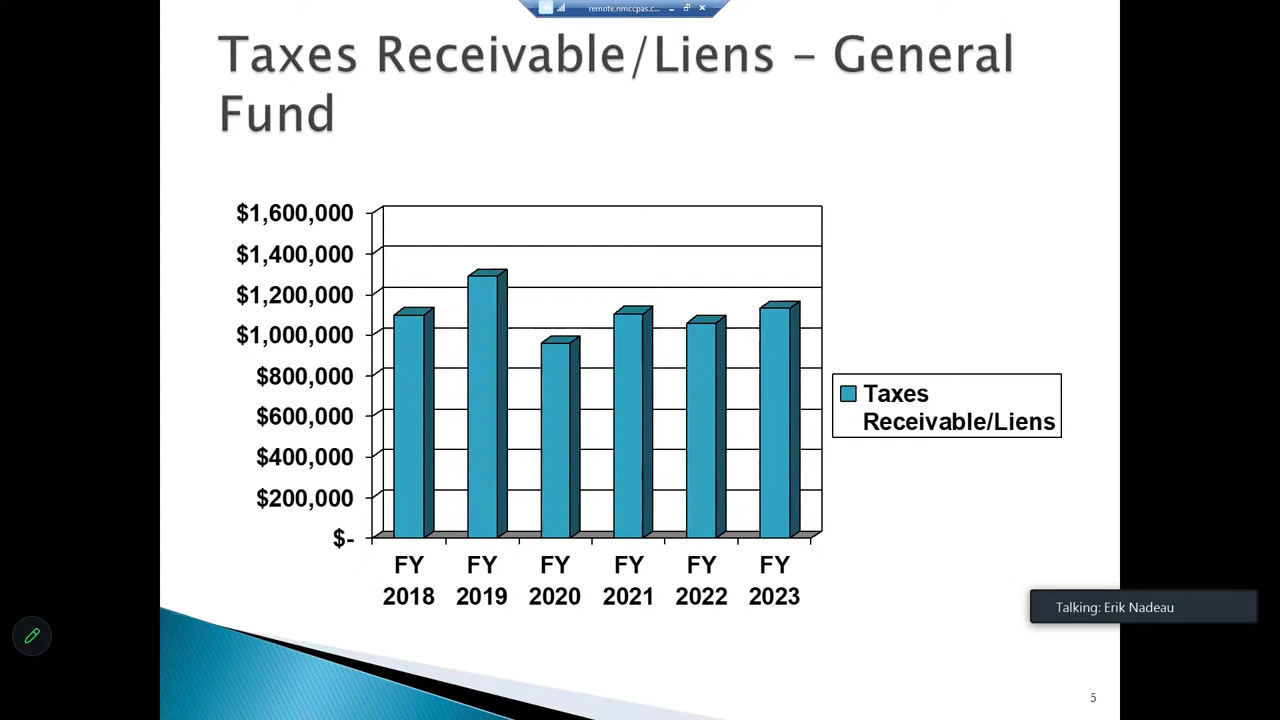 remote.nmccpas.c...
Taxes Receivable/Liens – General
Fund
$1,600,000
$1,400,000
$1,200,000
$1,000,000
$800,000
$600,000
$400,000
$200,000
$-
FY
2018
FY
2019
FY
2020
FY
2021
FY
2022
FY
2023
Taxes
Receivable/Liens
Talking: Erik Nadeau
5